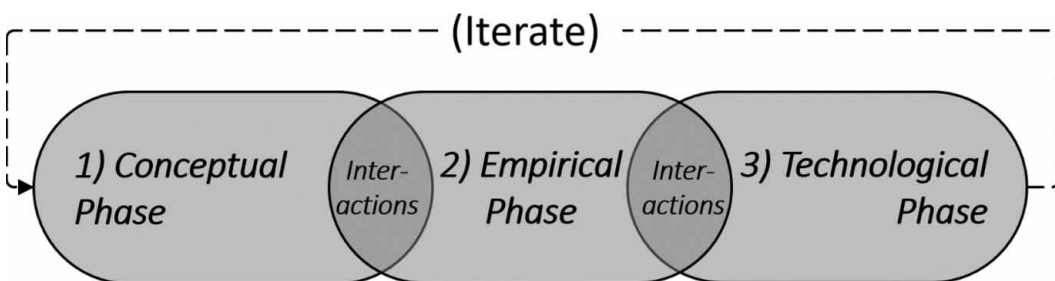 (Iterate)
1) Conceptual
Phase
Inter-
actions
2) Empirical
Phase
Inter-
actions
3) Technological
Phase